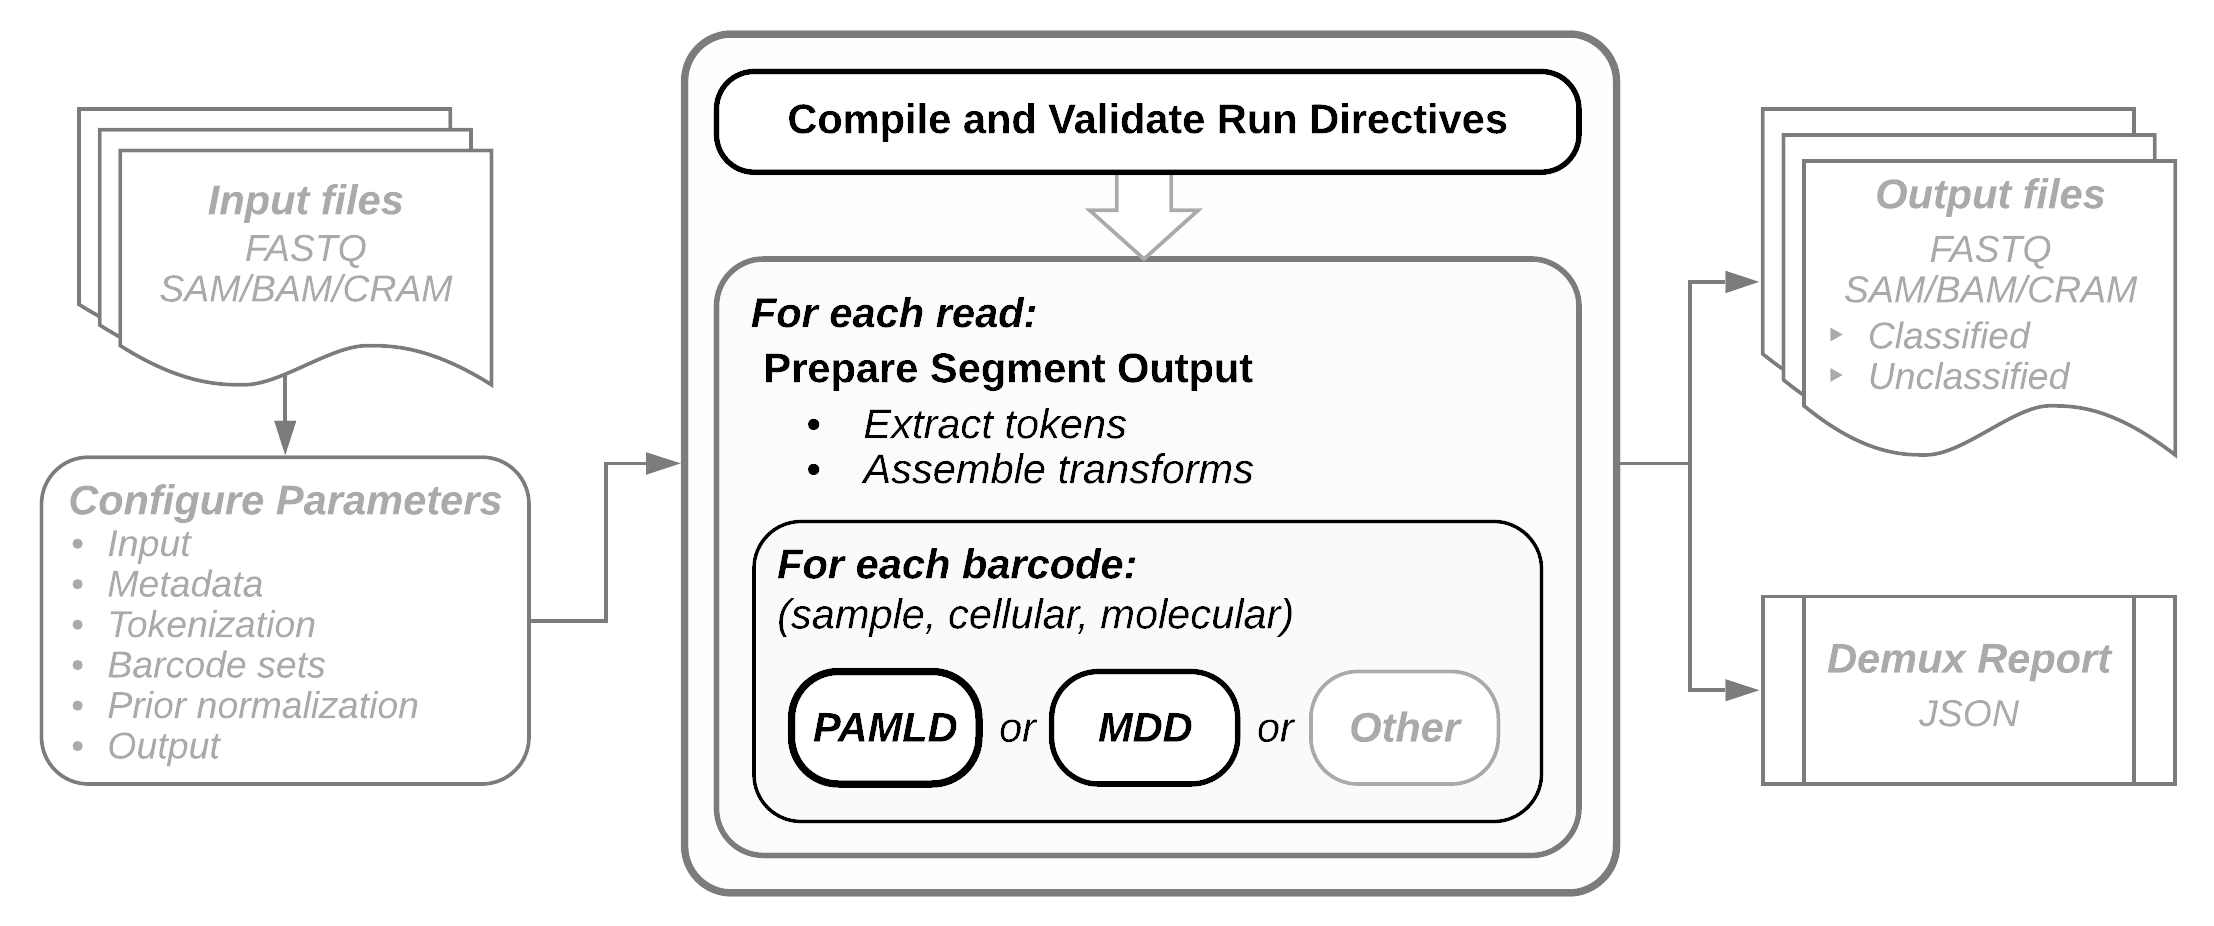 Input files
FASTQ
SAM/BAM/CRAM
Configure Parameters
• Input
• Metadata
• Tokenization
• Barcode sets
• Prior normalization
• Output
Compile and Validate Run Directives
For each read:
Prepare Segment Output
• Extract tokens
• Assemble transforms
For each barcode:
(sample, cellular, molecular)
PAMLD or MDD or Other
Output files
FASTQ
SAM/BAM/CRAM
‣ Classified
‣ Unclassified
Demux Report
JSON